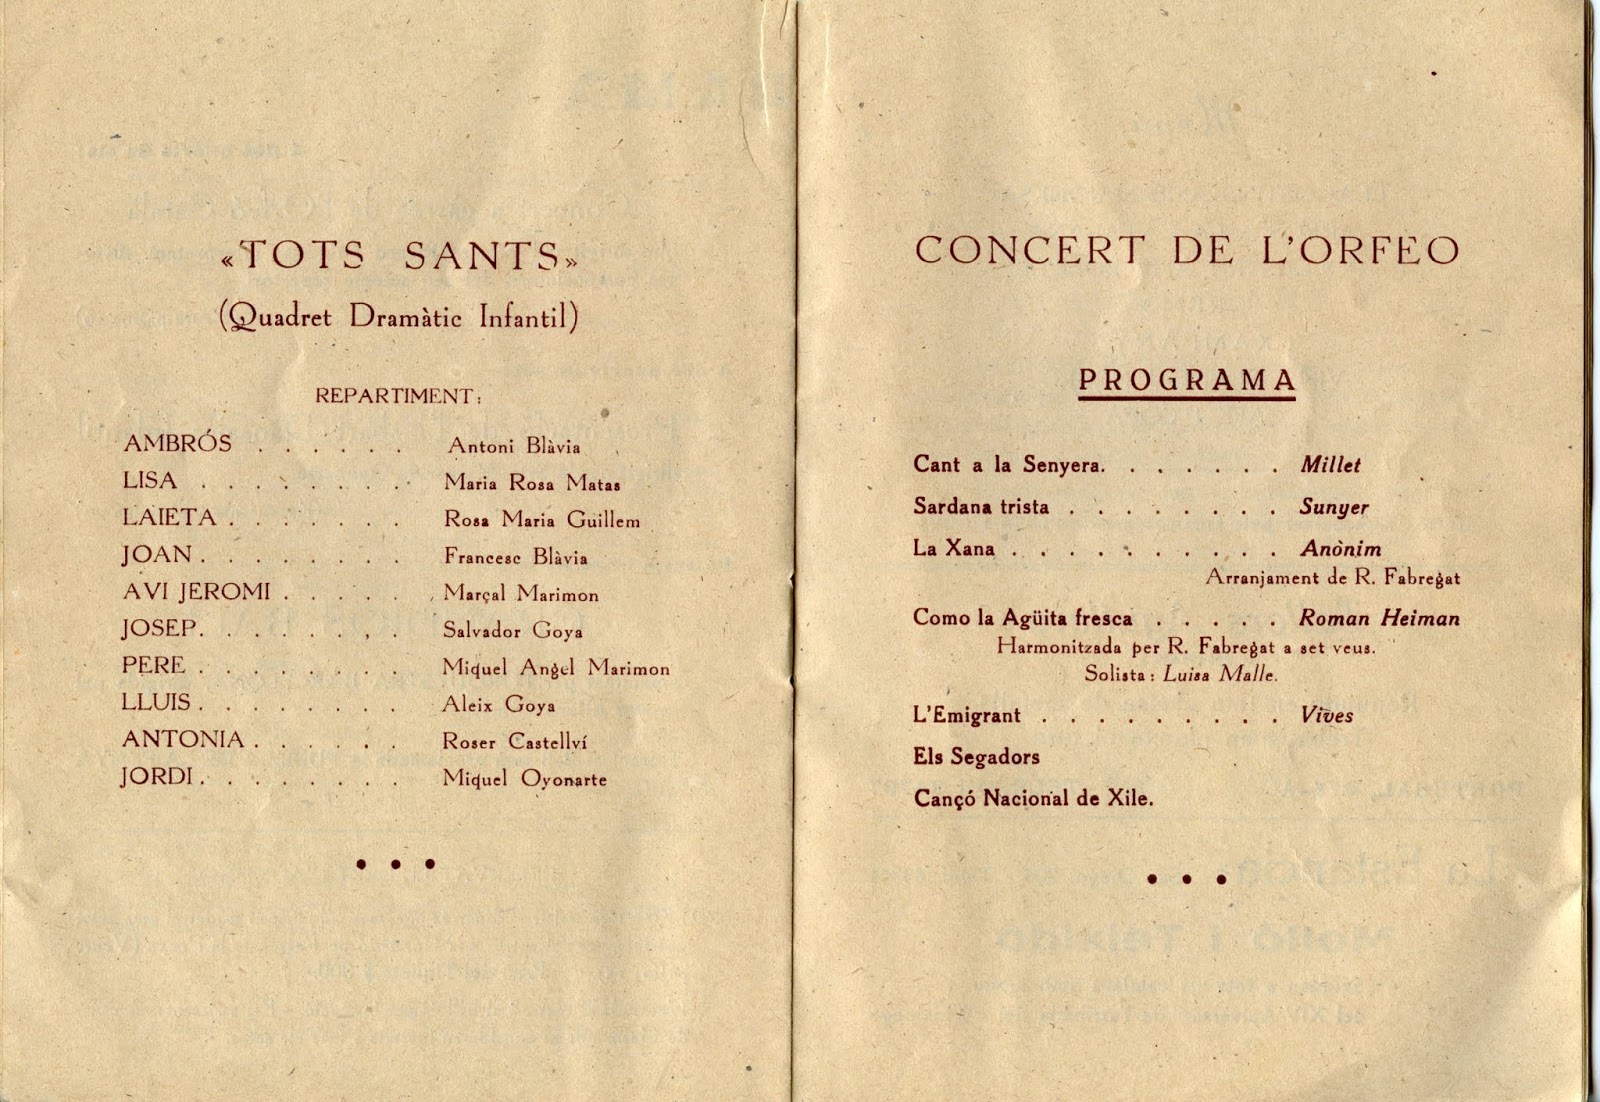 «TOTS SANTS»
(Quadret Dramàtic Infantil)
REPARTIMENT:
AMBRÓS . . . . . . Antoni Blàvia
LISA . . . . . . . . Maria Rosa Matas
LAIETA . . . . . . . Rosa Maria Guillem
JOAN . . . . . . . . Francesc Blàvia
AVI JEROMI . . . . . Marçal Marimon
JOSEP. . . . . . . . Salvador Goya
PERE . . . . . . . . Miquel Angel Marimon
LLUIS . . . . . . . . Aleix Goya
ANTONIA . . . . . . Roser Castellví
JORDI . . . . . . . . Miquel Oyonarte
CONCERT DE L'ORFEO
PROGRAMA
Cant a la Senyera. . . . . . . Millet
Sardana trista . . . . . . . . Sunyer
La Xana . . . . . . . . . . Anònim
Arranjament de R. Fabregat
Como la Agüita fresca . . . . . Roman Heiman
Harmonitzada per R. Fabregat a set veus.
Solista: Luisa Malle.
L'Emigrant . . . . . . . . . Vives
Els Segadors
Cançó Nacional de Xile.